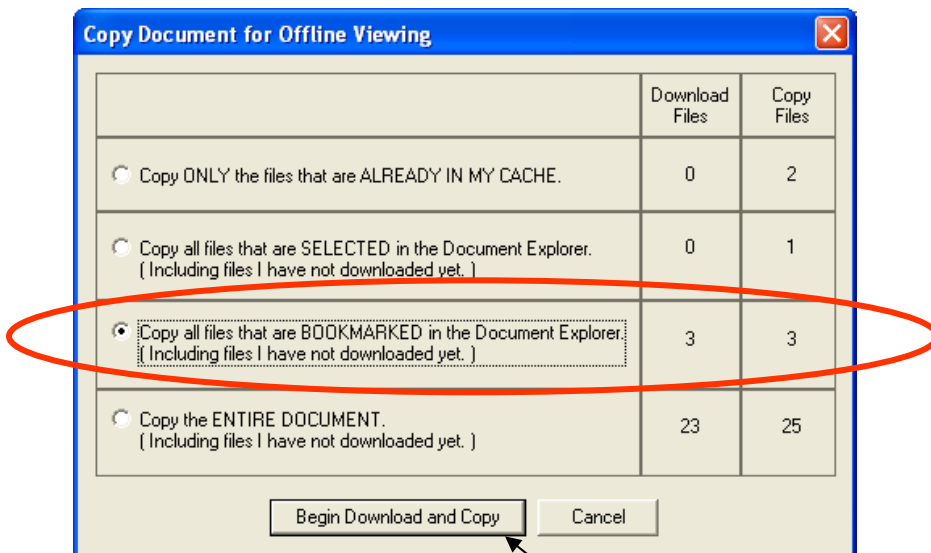 Copy Document for Offline Viewing
Download Files
Copy Files
Copy ONLY the files that are ALREADY IN MY CACHE.
0
2
Copy all files that are SELECTED in the Document Explorer.
( Including files I have not downloaded yet. )
0
1
Copy all files that are BOOKMARKED in the Document Explorer.
( Including files I have not downloaded yet. )
3
3
Copy the ENTIRE DOCUMENT.
( Including files I have not downloaded yet. )
23
25
Begin Download and Copy
Cancel